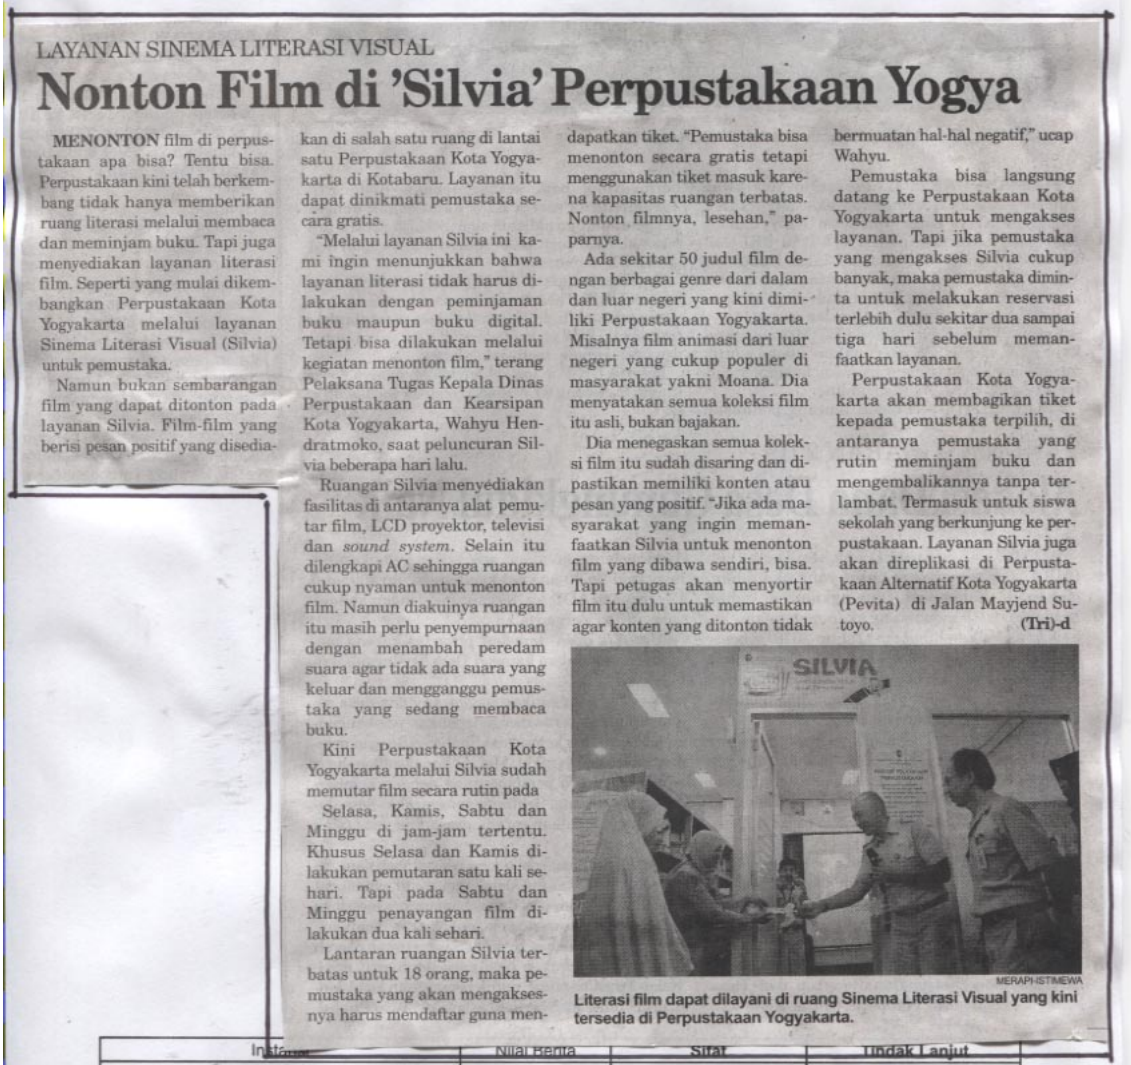 LAYANAN SINEMA LITERASI VISUAL
Nonton Film di 'Silvia' Perpustakaan Yogya
MENONTON film di perpus-
takaan apa bisa? Tentu bisa.
Perpustakaan kini telah berkem-
bang tidak hanya memberikan
ruang literasi melalui membaca
dan meminjam buku. Tapi juga
menyediakan layanan literasi
film. Seperti yang mulai dikem-
bangkan Perpustakaan Kota
Yogyakarta melalui layanan
Sinema Literasi Visual (Silvia)
untuk pemustaka.
Namun bukan sembarangan
film yang dapat ditonton pada
layanan Silvia. Film-film yang
berisi pesan positif yang disedia-
kan di salah satu ruang di lantai
satu Perpustakaan Kota Yogya-
karta di Kotabaru. Layanan itu
dapat dinikmati pemustaka se-
cara gratis.
"Melalui layanan Silvia ini ka-
mi ingin menunjukkan bahwa
layanan literasi tidak harus di-
lakukan dengan peminjaman
buku maupun buku digital.
Tetapi bisa dilakukan melalui
kegiatan menonton film," terang
Pelaksana Tugas Kepala Dinas
Perpustakaan dan Kearsipan
Kota Yogyakarta, Wahyu Hen-
dratmoko, saat peluncuran Sil-
via beberapa hari lalu.
Ruangan Silvia menyediakan
fasilitas di antaranya alat pemu-
tar film, LCD proyektor, televisi
dan sound system. Selain itu
dilengkapi AC sehingga ruangan
cukup nyaman untuk menonton
film. Namun diakuinya ruangan
itu masih perlu penyempurnaan
dengan menambah peredam
suara agar tidak ada suara yang
keluar dan mengganggu pemus-
taka yang sedang membaca
buku.
Kini Perpustakaan Kota
Yogyakarta melalui Silvia sudah
memutar film secara rutin pada
Selasa, Kamis, Sabtu dan
Minggu di jam-jam tertentu.
Khusus Selasa dan Kamis di-
lakukan pemutaran satu kali se-
hari. Tapi pada Sabtu dan
Minggu penayangan film di-
lakukan dua kali sehari.
Lantaran ruangan Silvia ter-
batas untuk 18 orang, maka pe-
mustaka yang akan mengakses-
nya harus mendaftar guna men-
dapatkan tiket. "Pemustaka bisa
menonton secara gratis tetapi
menggunakan tiket masuk kare-
na kapasitas ruangan terbatas.
Nonton filmnya, lesehan," pa-
parnya.
Ada sekitar 50 judul film de-
ngan berbagai genre dari dalam
dan luar negeri yang kini dimi-
liki Perpustakaan Yogyakarta.
Misalnya film animasi dari luar
negeri yang cukup populer di
masyarakat yakni Moana. Dia
menyatakan semua koleksi film
itu asli, bukan bajakan.
Dia menegaskan semua kolek-
si film itu sudah disaring dan di-
pastikan memiliki konten atau
pesan yang positif. "Jika ada ma-
syarakat yang ingin meman-
faatkan Silvia untuk menonton
film yang dibawa sendiri, bisa.
Tapi petugas akan menyortir
film itu dulu untuk memastikan
agar konten yang ditonton tidak
bermuatan hal-hal negatif," ucap
Wahyu.
Pemustaka bisa langsung
datang ke Perpustakaan Kota
Yogyakarta untuk mengakses
layanan. Tapi jika pemustaka
yang mengakses Silvia cukup
banyak, maka pemustaka dimin-
ta untuk melakukan reservasi
terlebih dulu sekitar dua sampai
tiga hari sebelum meman-
faatkan layanan.
Perpustakaan Kota Yogya-
karta akan membagikan tiket
kepada pemustaka terpilih, di
antaranya pemustaka yang
rutin meminjam buku dan
mengembalikannya tanpa ter-
lambat. Termasuk untuk siswa
sekolah yang berkunjung ke per-
pustakaan. Layanan Silvia juga
akan direplikasi di Perpusta-
kaan Alternatif Kota Yogyakarta
(Pevita) di Jalan Mayjend Su-
toyo. (Tri)-d
SILVIA
MERAPI-ISTIMEWA
Literasi film dapat dilayani di ruang Sinema Literasi Visual yang kini
tersedia di Perpustakaan Yogyakarta.
Nilai Berita Sifat Tindak Lanjut